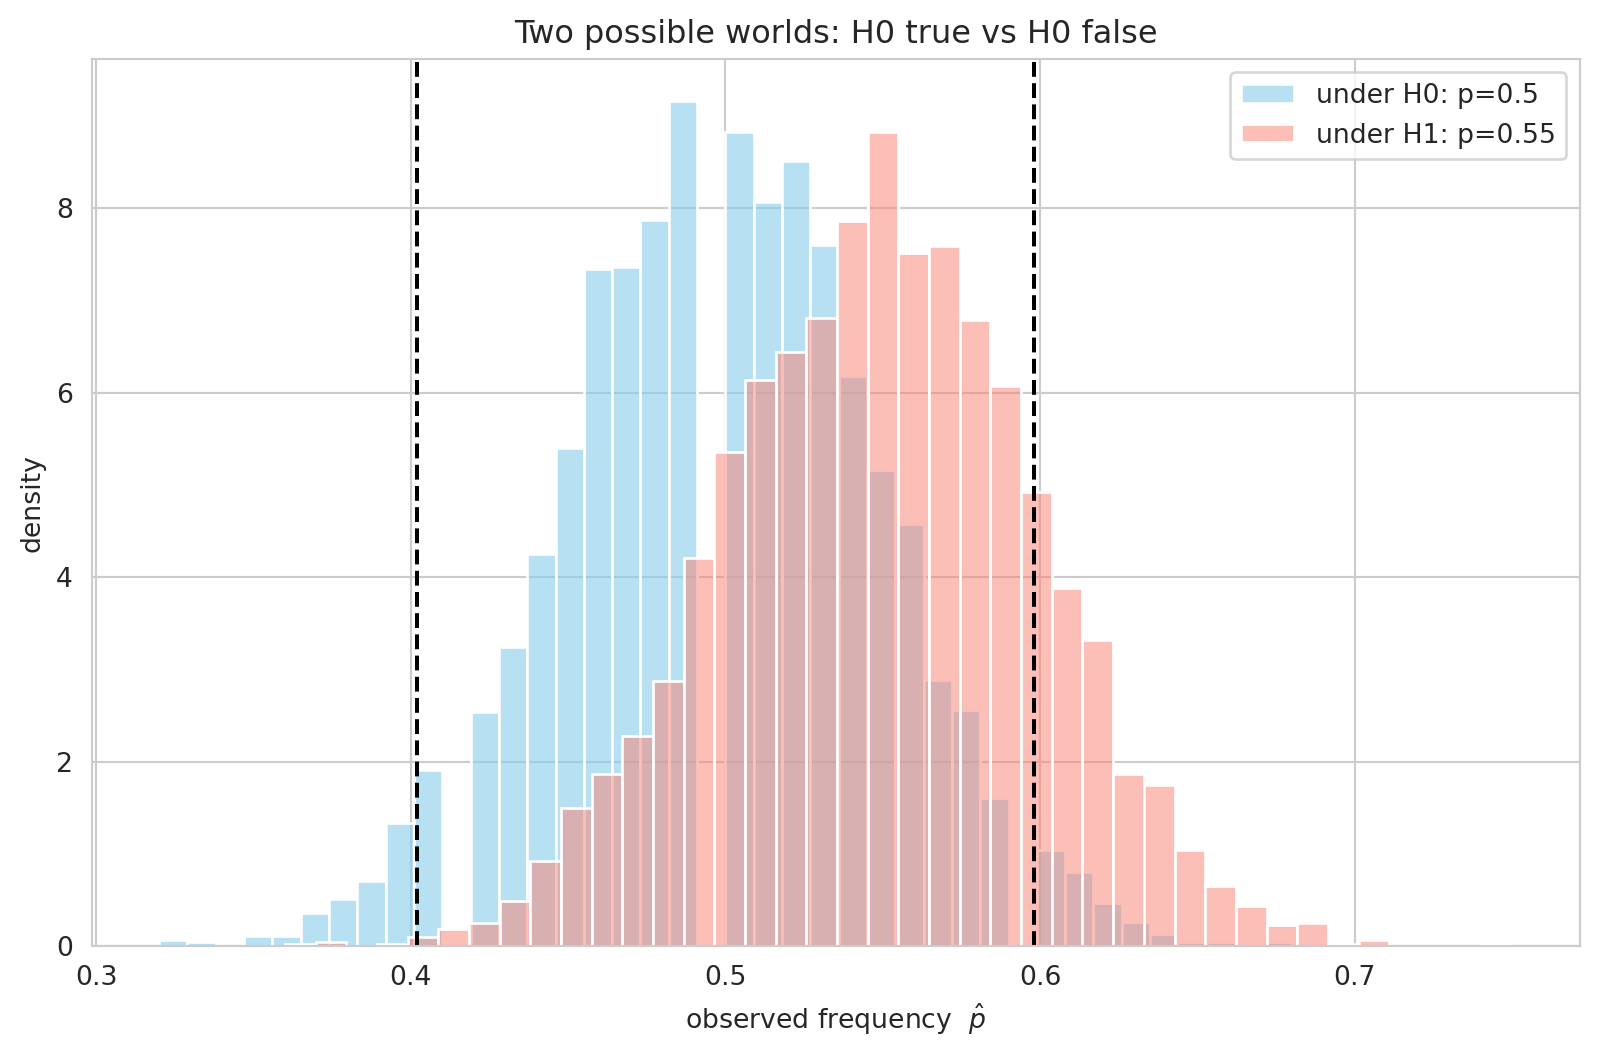 Two possible worlds: H0 true vs H0 false
under H0: p=0.5
under H1: p=0.55
density
8
6
4
2
0
0.3 0.4 0.5 0.6 0.7
observed frequency p̂